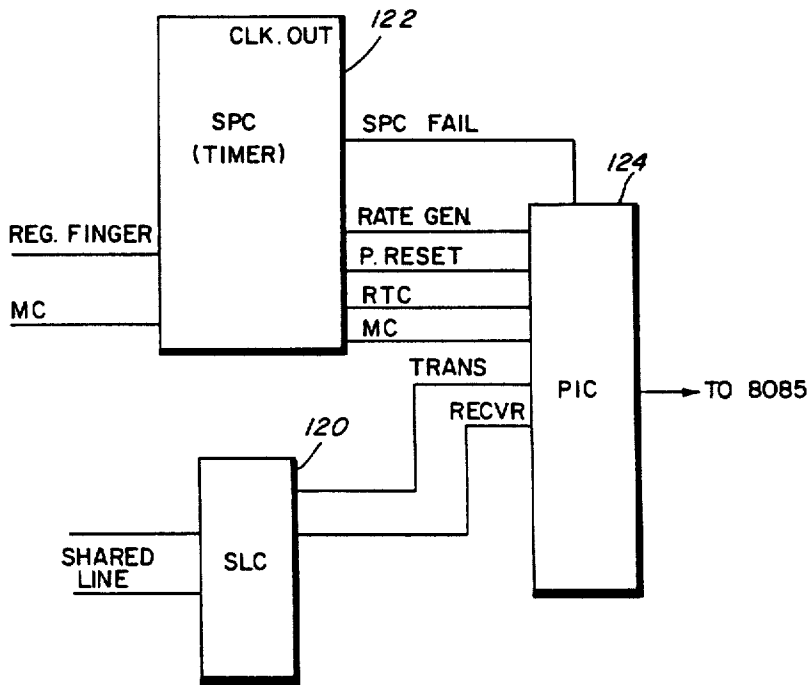 CLK. OUT
122
SPC
(TIMER)
SPC FAIL
124
REG. FINGER
RATE GEN.
P. RESET
RTC
MC
MC
TRANS
PIC
TO 8085
RECVR
120
SHARED
LINE
SLC